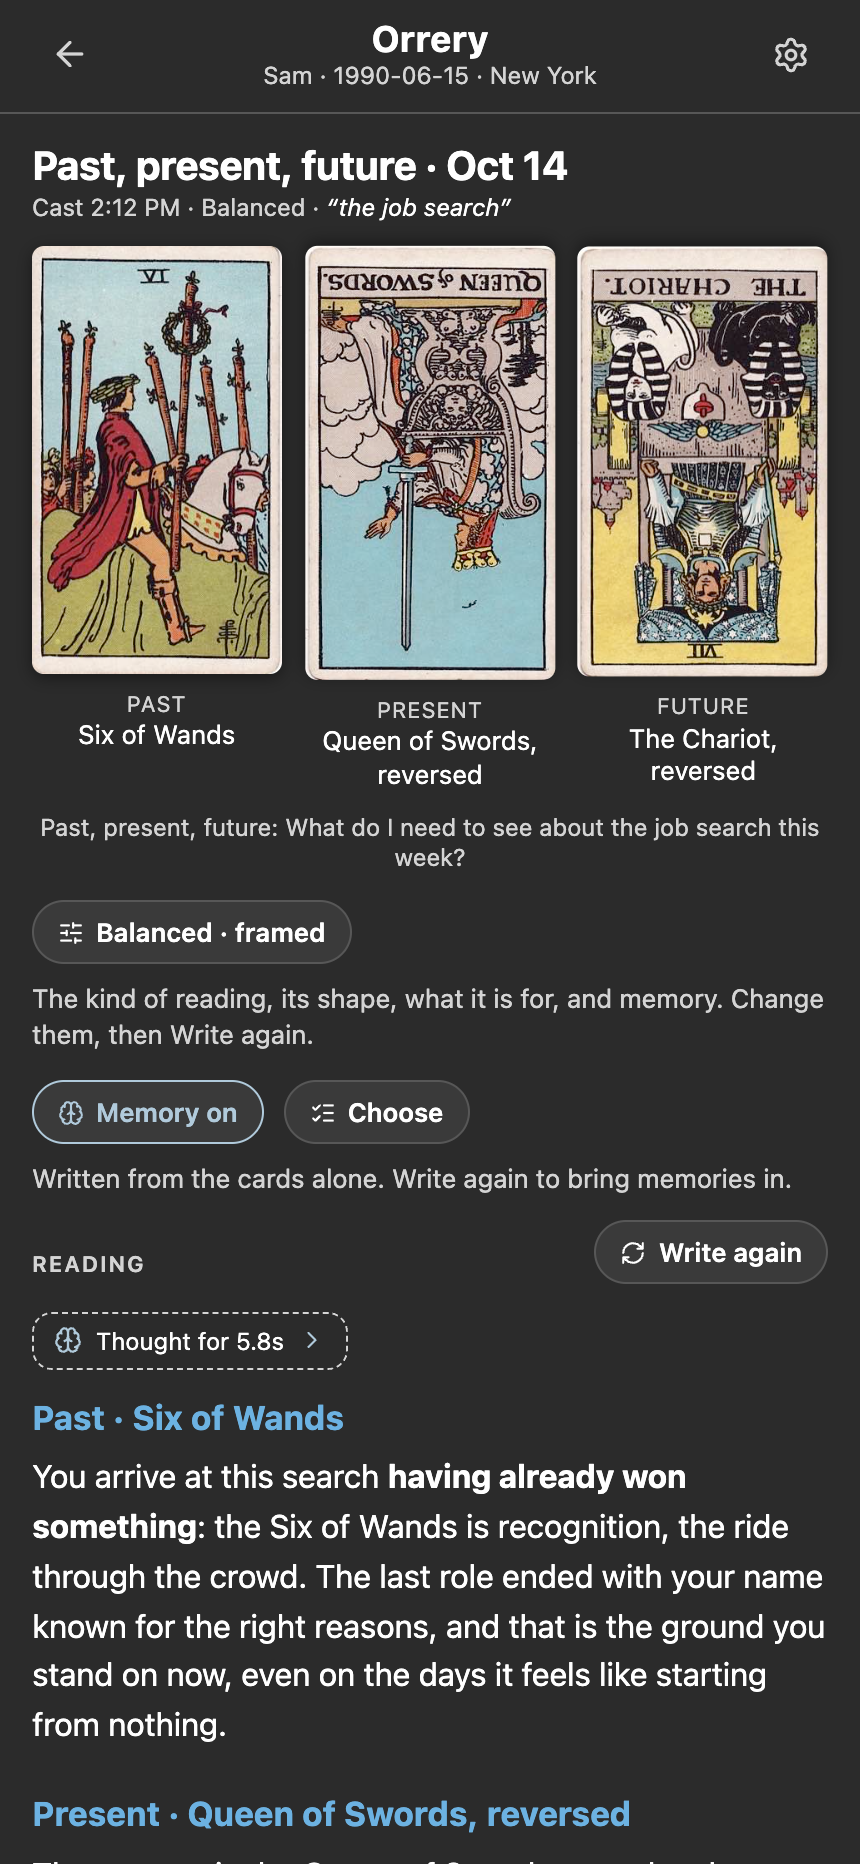 Orrery
Sam · 1990-06-15 · New York
Past, present, future · Oct 14
Cast 2:12 PM · Balanced · “the job search”
VI
QUEEN of SWORDS.
THE CHARIOT.
VII
PAST
Six of Wands
PRESENT
Queen of Swords,
reversed
FUTURE
The Chariot,
reversed
Past, present, future: What do I need to see about the job search this
week?
Balanced · framed
The kind of reading, its shape, what it is for, and memory. Change
them, then Write again.
Memory on
Choose
Written from the cards alone. Write again to bring memories in.
READING
Write again
Thought for 5.8s
Past · Six of Wands
You arrive at this search having already won
something: the Six of Wands is recognition, the ride
through the crowd. The last role ended with your name
known for the right reasons, and that is the ground you
stand on now, even on the days it feels like starting
from nothing.
Present · Queen of Swords, reversed